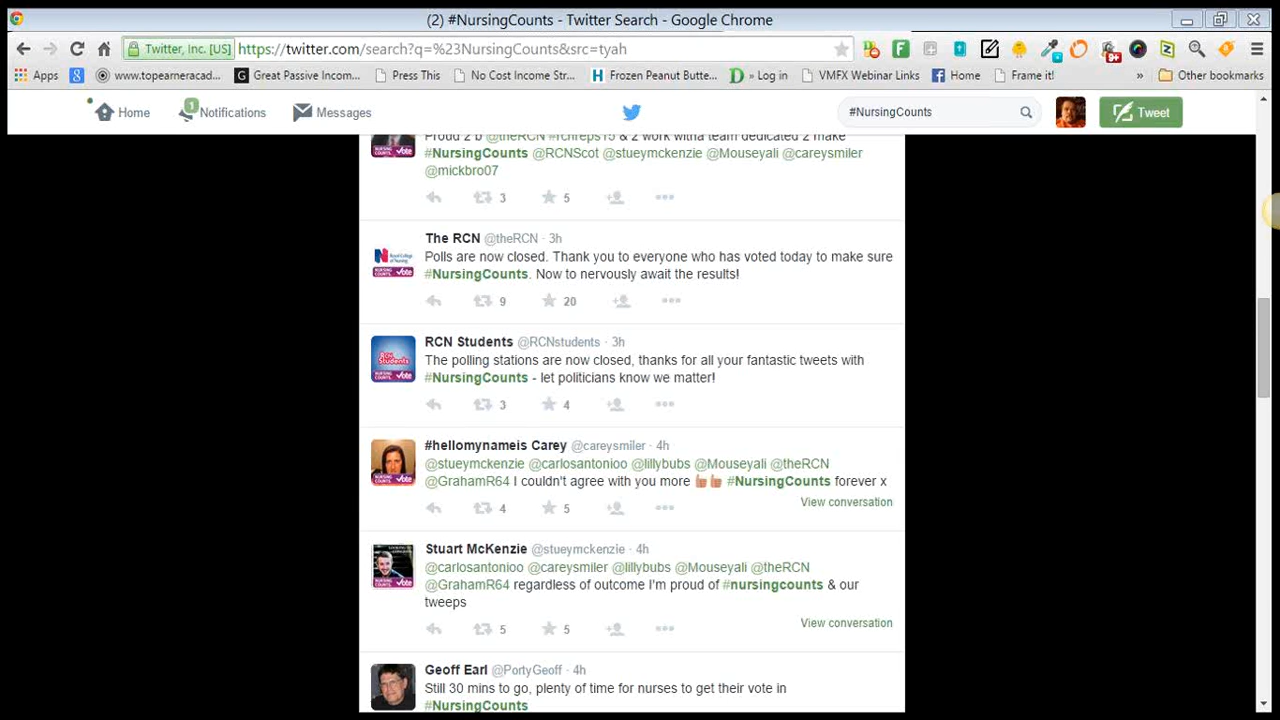 (2) #NursingCounts - Twitter Search - Google Chrome
Twitter, Inc. [US] https://twitter.com/search?q=%23NursingCounts&src=tyah
9+
Apps www.topearneracad... Great Passive Incom... Press This No Cost Income Str... Frozen Peanut Butte... » Log in VMFX Webinar Links Home Frame it! » Other bookmarks
Home 1 Notifications Messages #NursingCounts Tweet
Proud 2 b @theRCN #rchreps15 & 2 work witha team dedicated 2 make
#NursingCounts @RCNScot @stueymckenzie @Mouseyali @careysmiler
@mickbro07
3 5
The RCN @theRCN · 3h
Polls are now closed. Thank you to everyone who has voted today to make sure
#NursingCounts. Now to nervously await the results!
9 20
RCN Students @RCNstudents · 3h
The polling stations are now closed, thanks for all your fantastic tweets with
#NursingCounts - let politicians know we matter!
3 4
#hellomynameis Carey @careysmiler · 4h
@stueymckenzie @carlosantonioo @lillybubs @Mouseyali @theRCN
@GrahamR64 I couldn't agree with you more #NursingCounts forever x
View conversation
4 5
Stuart McKenzie @stueymckenzie · 4h
@carlosantonioo @careysmiler @lillybubs @Mouseyali @theRCN
@GrahamR64 regardless of outcome I'm proud of #nursingcounts & our
tweeps
View conversation
5 5
Geoff Earl @PortyGeoff · 4h
Still 30 mins to go, plenty of time for nurses to get their vote in
#NursingCounts